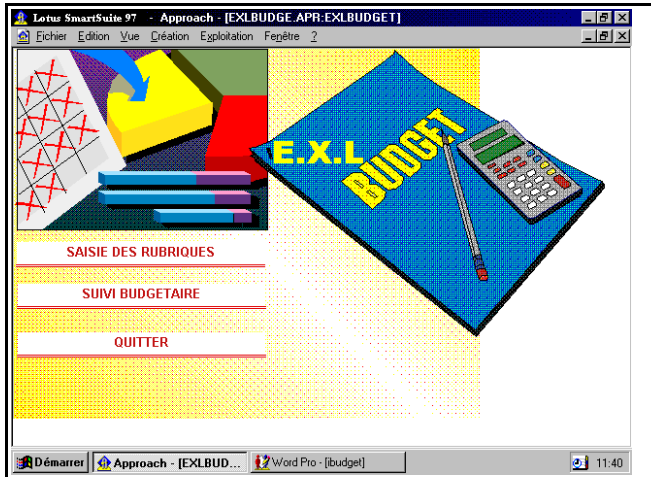 Lotus SmartSuite 97 - Approach - [EXLBUDGE.APR:EXLBUDGET]
Fichier Edition Vue Création Exploitation Fenêtre ?
E.X.L
BUDGET
SAISIE DES RUBRIQUES
SUIVI BUDGETAIRE
QUITTER
Démarrer Approach - [EXLBUD... Word Pro - [ibudget] 11:40